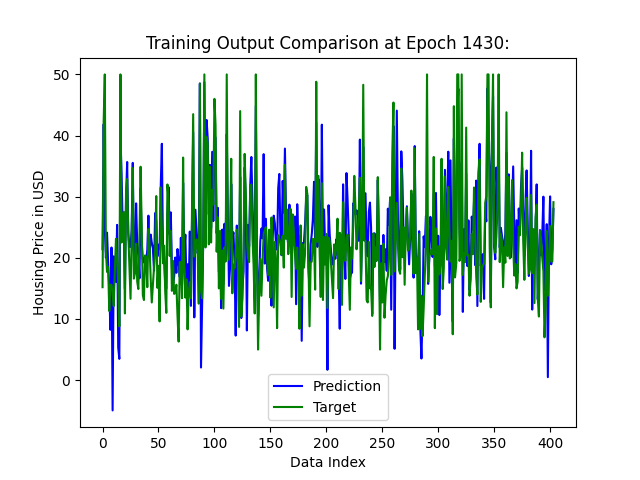 Training Output Comparison at Epoch 1430:
50
40
30
20
10
0
Housing Price in USD
Prediction
Target
0 50 100 150 200 250 300 350 400
Data Index